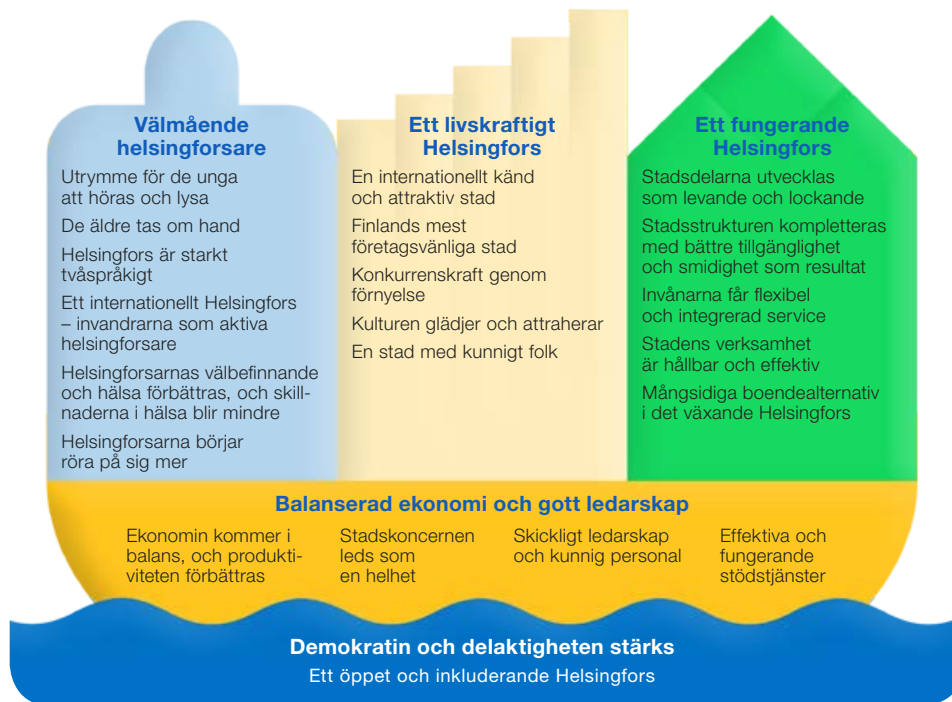 Välmående
helsingforsare
Utrymme för de unga
att höras och lysa
De äldre tas om hand
Helsingfors är starkt
tvåspråkigt
Ett internationellt Helsingfors
– invandrarna som aktiva
helsingforsare
Helsingforsarnas välbefinnande
och hälsa förbättras, och skill-
naderna i hälsa blir mindre
Helsingforsarna börjar
röra på sig mer
Ett livskraftigt
Helsingfors
En internationellt känd
och attraktiv stad
Finlands mest
företagsvänliga stad
Konkurrenskraft genom
förnyelse
Kulturen glädjer och attraherar
En stad med kunnigt folk
Ett fungerande
Helsingfors
Stadsdelarna utvecklas
som levande och lockande
Stadsstrukturen kompletteras
med bättre tillgänglighet
och smidighet som resultat
Invånarna får flexibel
och integrerad service
Stadens verksamhet
är hållbar och effektiv
Mångsidiga boendealternativ
i det växande Helsingfors
Balanserad ekonomi och gott ledarskap
Ekonomin kommer i
balans, och produkti-
viteten förbättras
Stadskoncernen
leds som
en helhet
Skickligt ledarskap
och kunnig personal
Effektiva och
fungerande
stödstjänster
Demokratin och delaktigheten stärks
Ett öppet och inkluderande Helsingfors